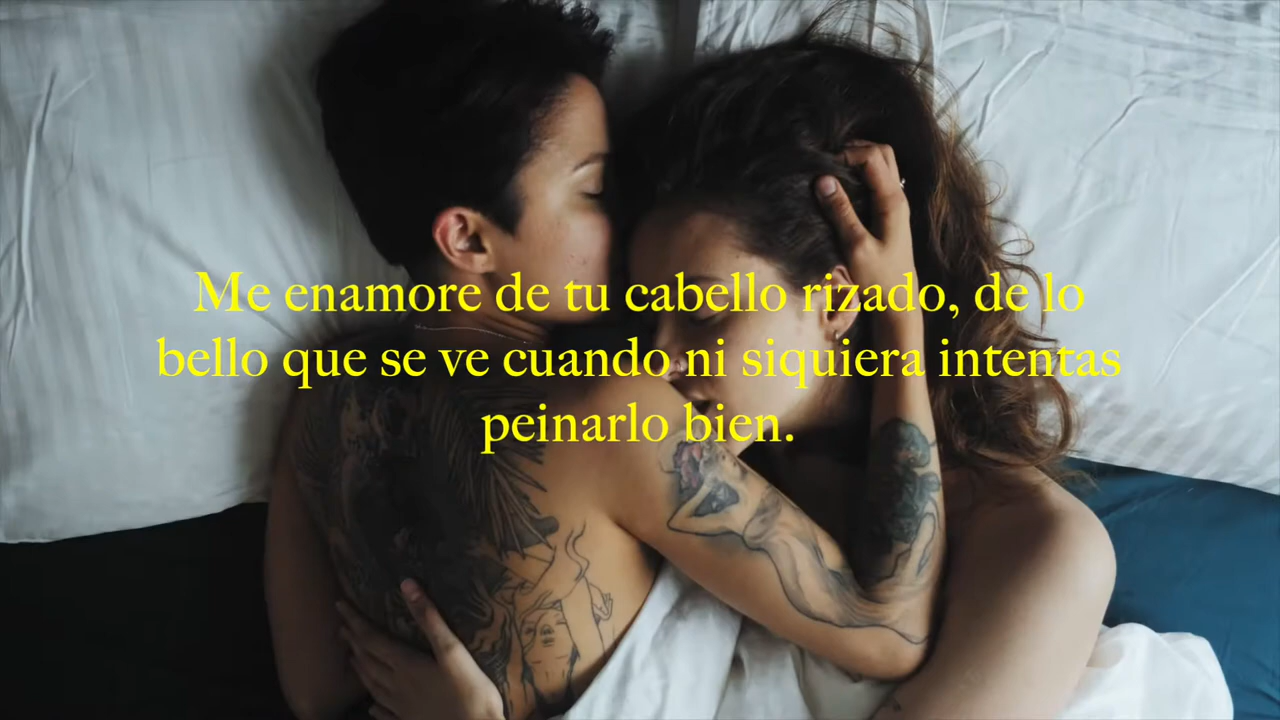 Me enamore de tu cabello rizado, de lo
bello que se ve cuando ni siquiera intentas
peinarlo bien.